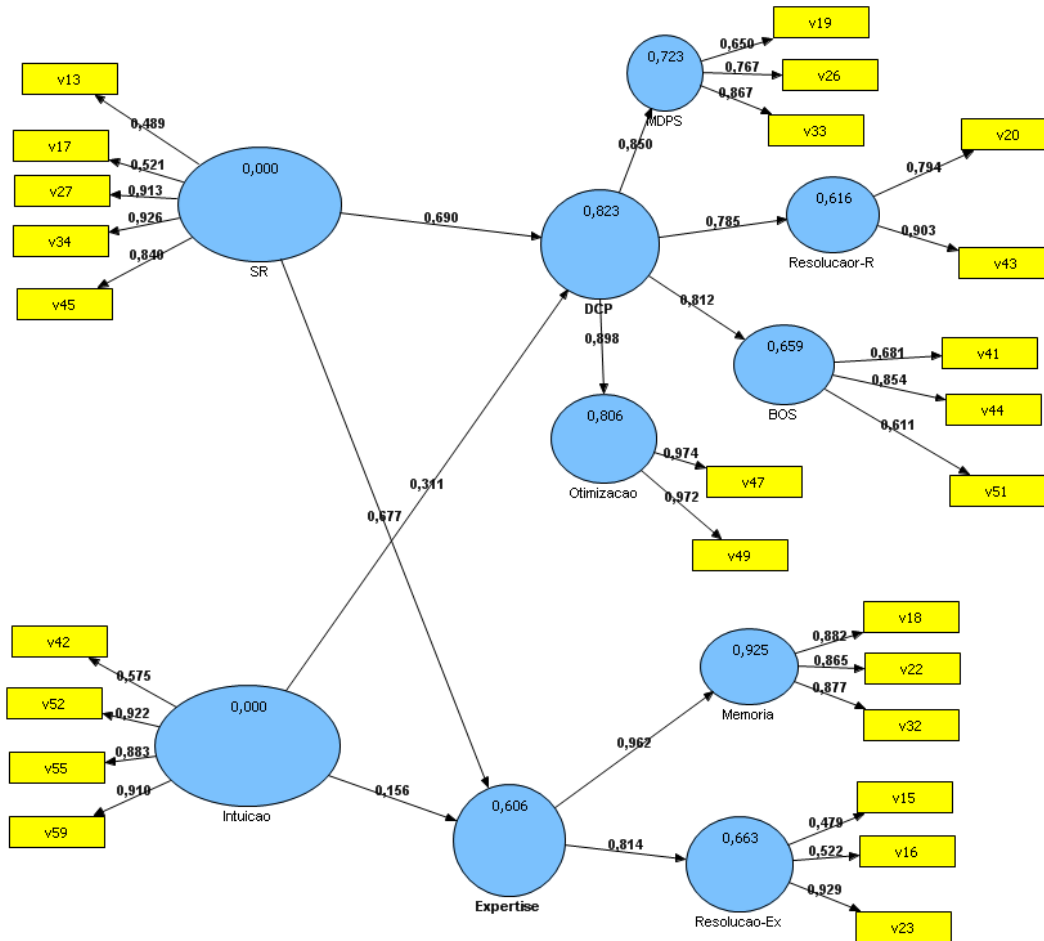 v19
0,650
0,723
0,767
v26
v13
0,867
v33
MDPS
0,489
v20
v17
0,850
0,794
0,521
0,000
v27
0,913
0,823
0,616
0,926
0,690
0,785
0,903
v34
0,840
Resolucaor-R
v43
SR
v45
DCP
0,812
0,898
0,659
0,681
v41
0,854
v44
BOS
0,611
0,806
0,974
v47
0,311
Otimizacao
v51
0,677
0,972
v49
v18
v42
0,882
0,925
0,865
v22
0,575
0,877
v52
0,000
Memoria
v32
0,922
0,962
v55
0,883
0,910
v15
0,156
0,606
Intuicao
v59
0,479
0,814
0,663
0,522
v16
0,929
Expertise
Resolucao-Ex
v23